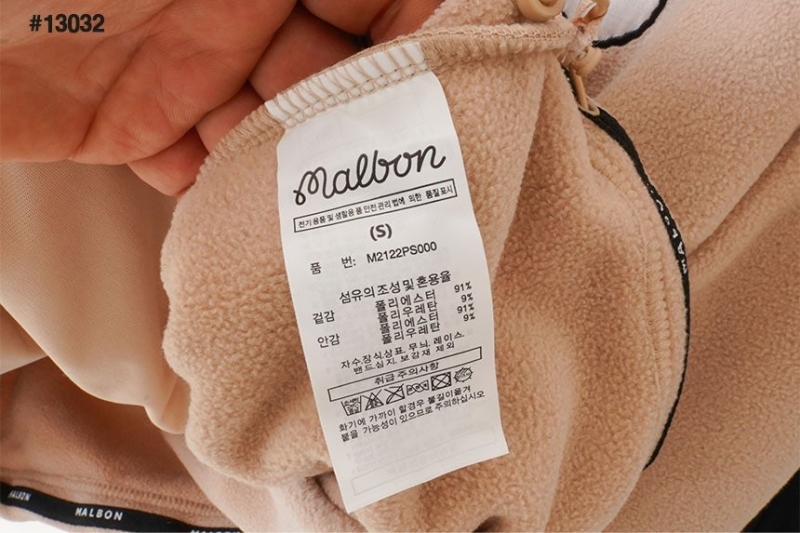 #13032
Malbon
전기용품 및 생활용품 안전관리법에 의한 품질표시
(S)
품 번: M2122PS000
섬유의 조성 및 혼용율
겉감 폴리에스터 91%
폴리우레탄 9%
안감 폴리에스터 91%
폴리우레탄 9%
자수,장식상표, 무늬, 레이스,
밴드,심지, 보강재 제외
취급 주의사항
화기에 가까이 할경우 불길이옮겨
붙을 가능성이 있으므로 주의하십시오
MALBON
MALBON